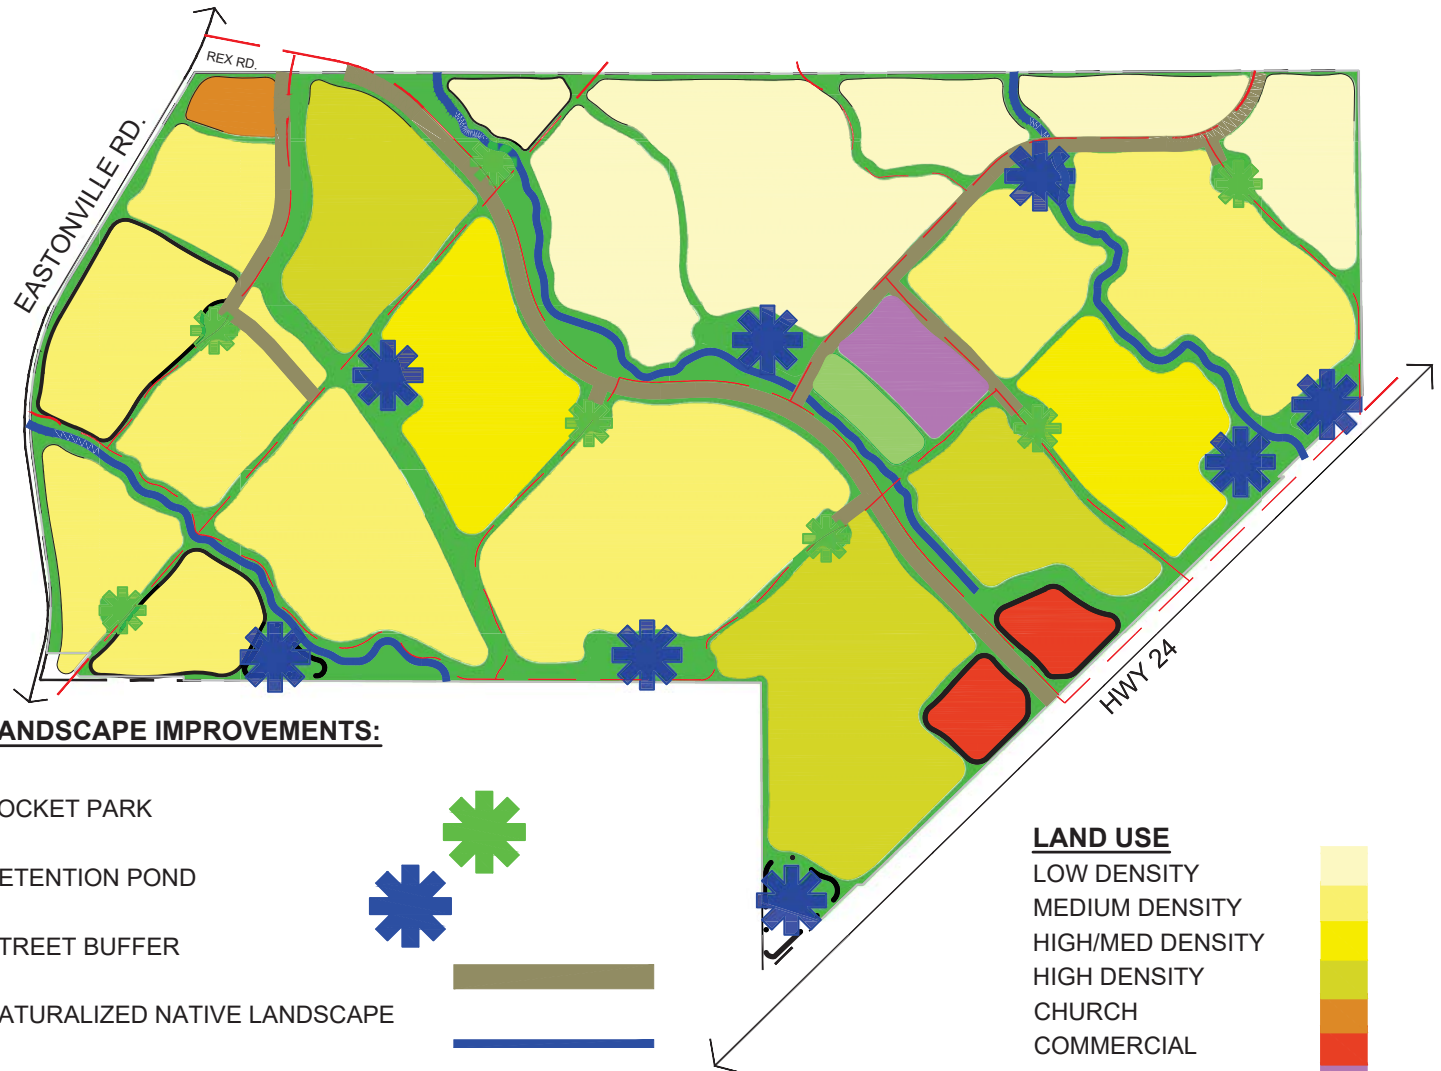 REX RD.
EASTONVILLE RD.
HWY 24
ANDSCAPE IMPROVEMENTS:
OCKET PARK
ETENTION POND
TREET BUFFER
ATURALIZED NATIVE LANDSCAPE
LAND USE
LOW DENSITY
MEDIUM DENSITY
HIGH/MED DENSITY
HIGH DENSITY
CHURCH
COMMERCIAL